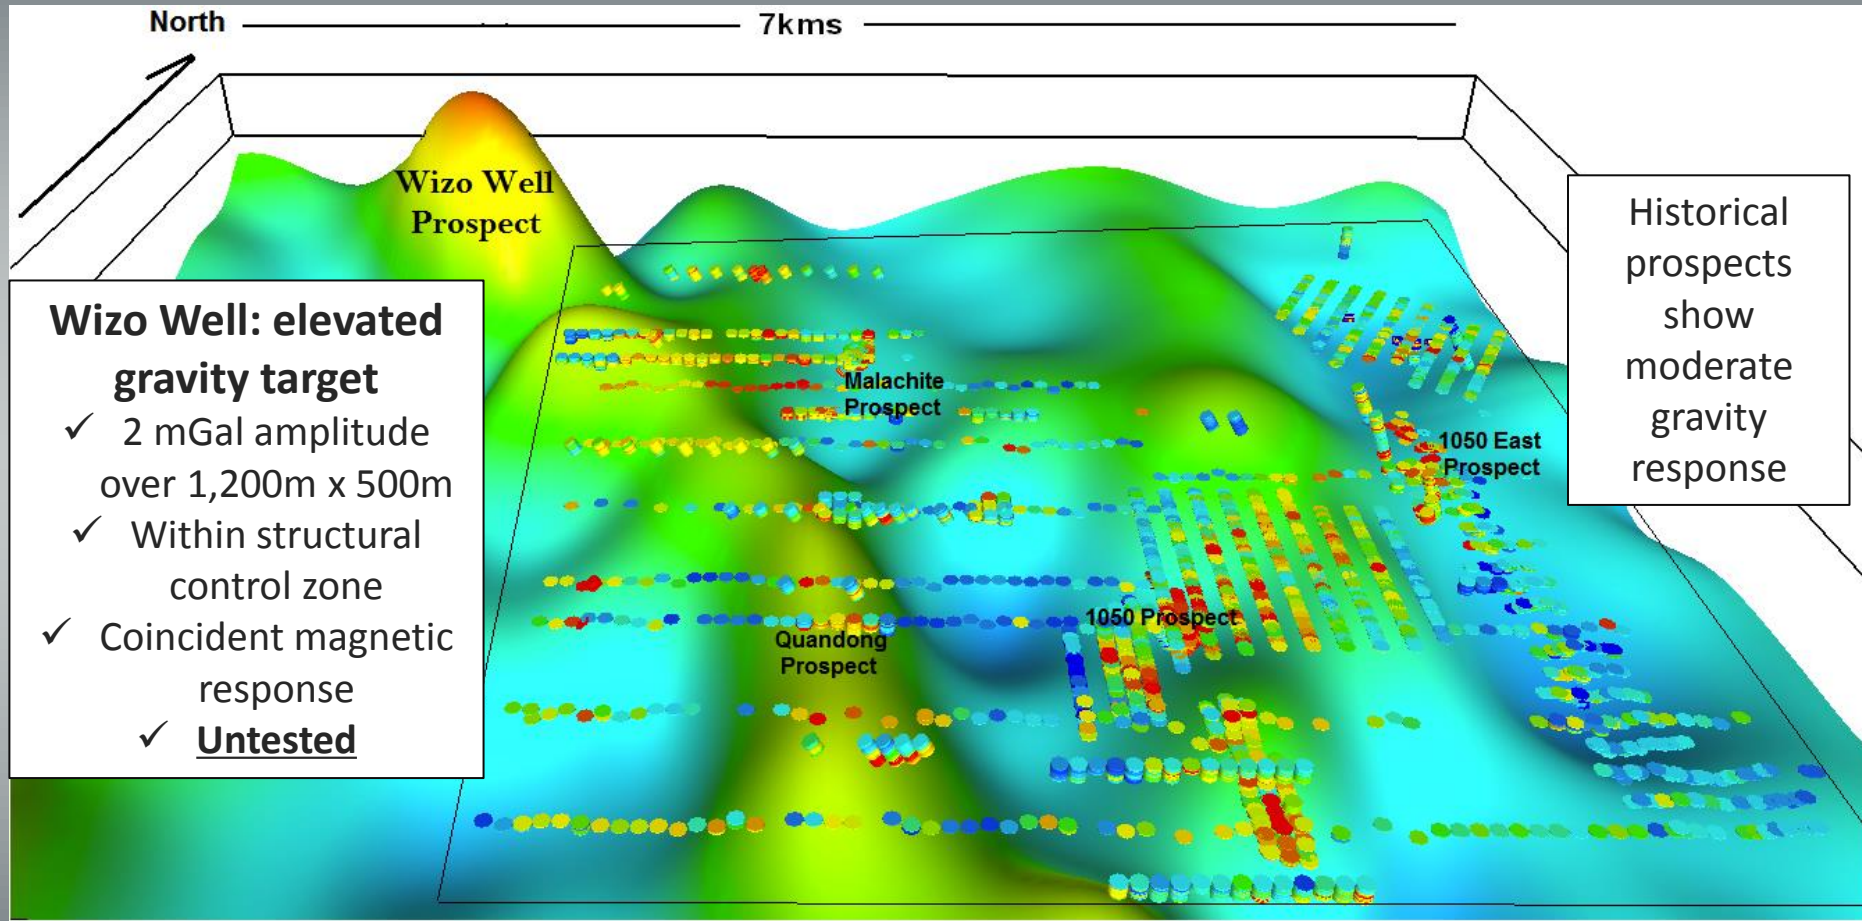 North
7kms
Wizo Well
Prospect
Wizo Well: elevated
gravity target
✓ 2 mGal amplitude
over 1,200m x 500m
✓ Within structural
control zone
✓ Coincident magnetic
response
✓ Untested
Malachite
Prospect
1050 East
Prospect
1050 Prospect
Quandong
Prospect
Historical
prospects
show
moderate
gravity
response